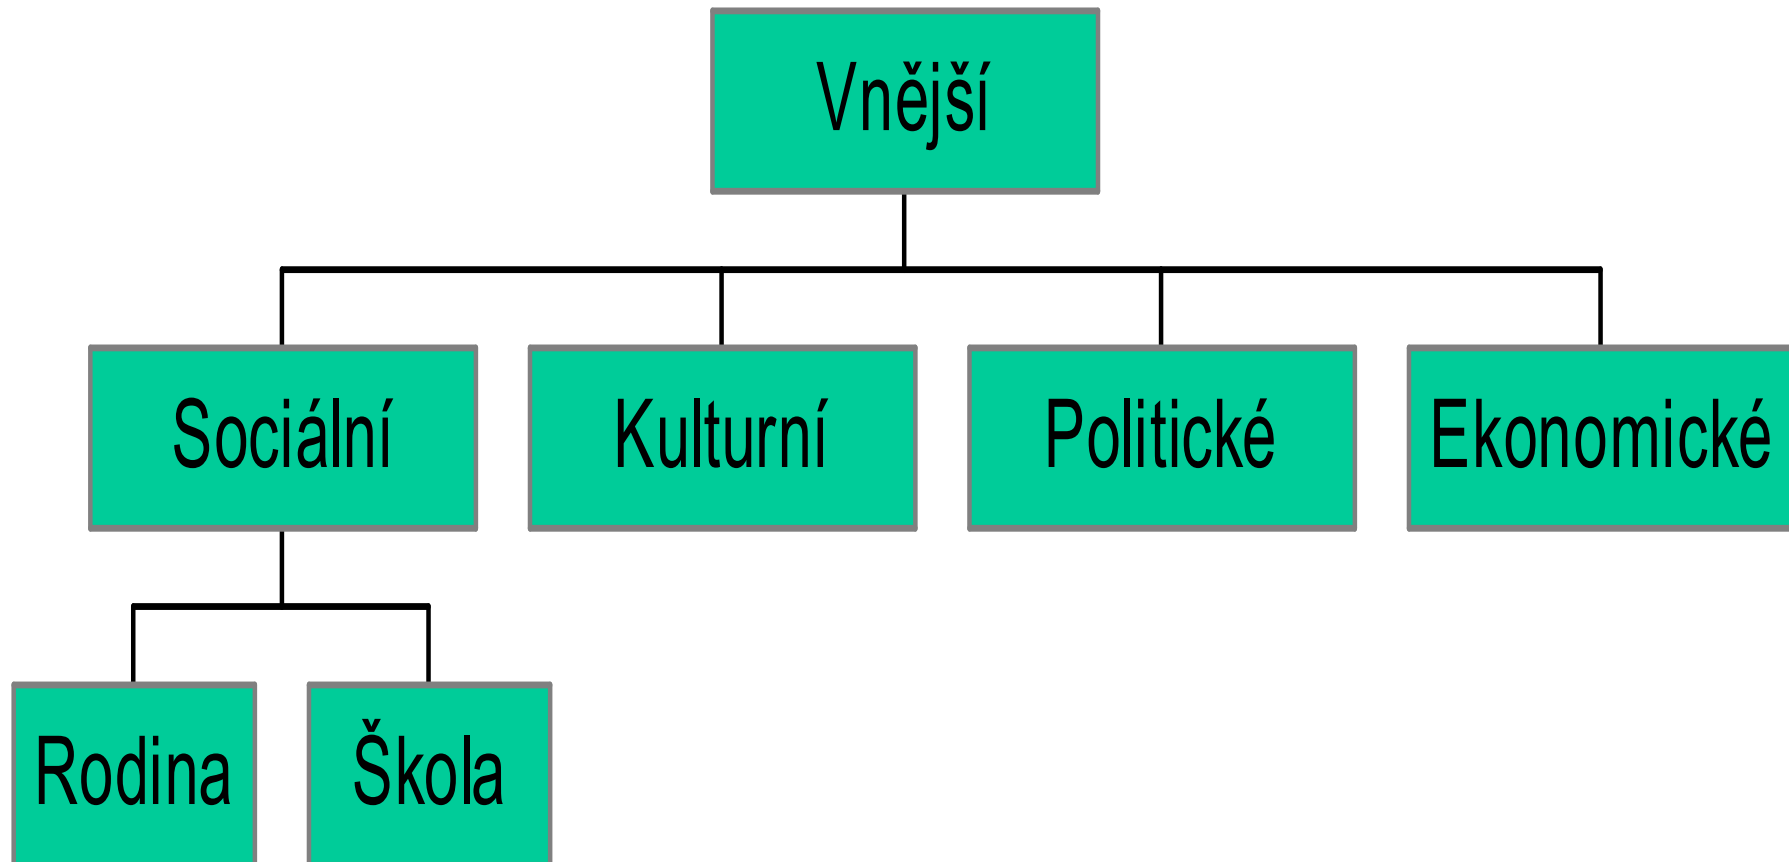 Vnější
Sociální
Kulturní
Politické
Ekonomické
Rodina
Škola